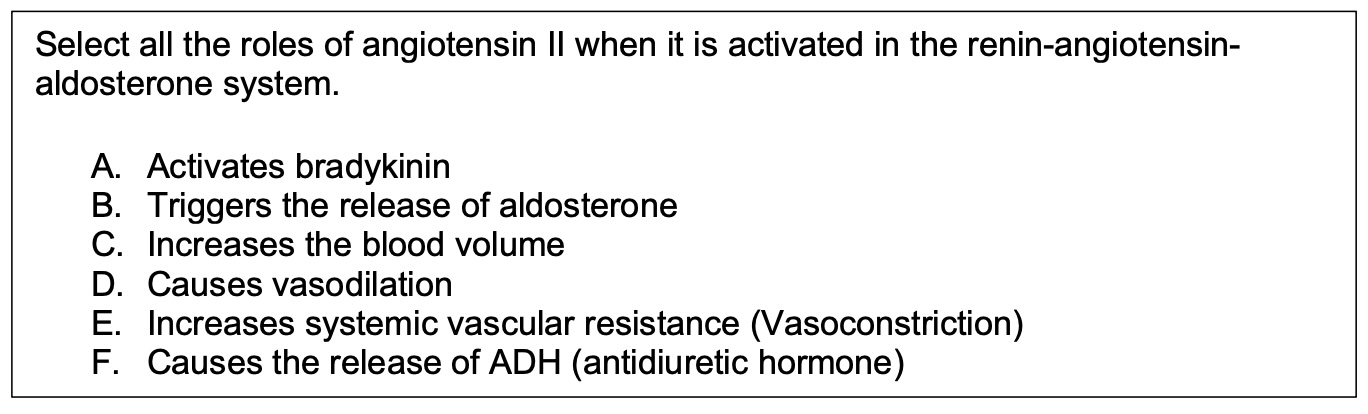 Select all the roles of angiotensin II when it is activated in the renin-angiotensin-
aldosterone system.
A. Activates bradykinin
B. Triggers the release of aldosterone
C. Increases the blood volume
D. Causes vasodilation
E. Increases systemic vascular resistance (Vasoconstriction)
F. Causes the release of ADH (antidiuretic hormone)